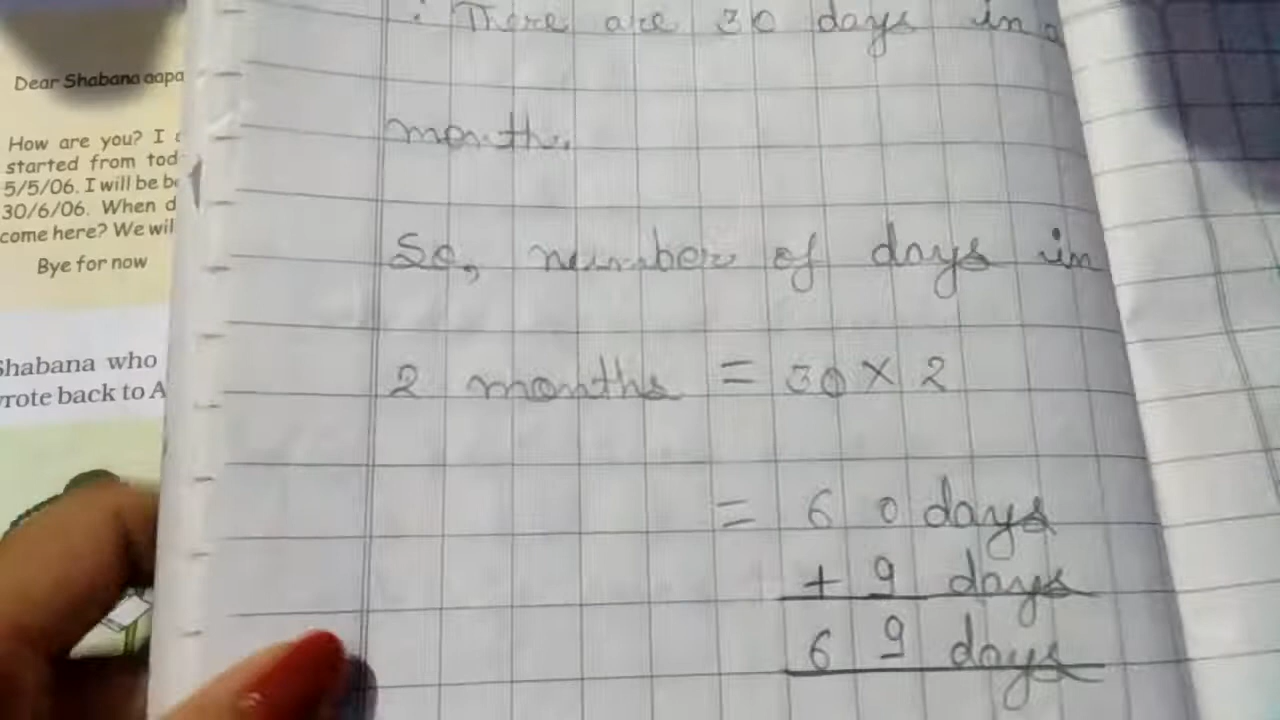 Dear Shabana aapa
How are you? I
started from tod
5/5/06. I will be b
30/6/06. When d
come here? We wil
Bye for now
Shabana who
wrote back to A
∴ There are 30 days in a
month.
So, number of days in
2 months = 30 × 2
= 60 days
+ 9 days
69 days